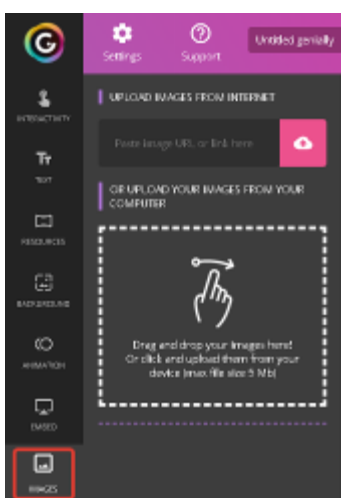 G
Settings
Support
Untitled genially
INTERACTIVITY
TEXT
RESOURCES
BACKGROUND
ANIMATION
EMBED
IMAGES
UPLOAD IMAGES FROM INTERNET
Paste image URL or link here
OR UPLOAD YOUR IMAGES FROM YOUR
COMPUTER
Drag and drop your images here!
Or click and upload them from your
device (max file size 5 Mb)